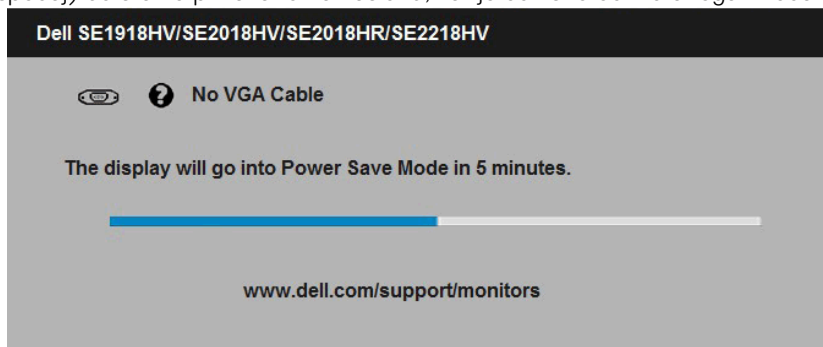 Dell SE1918HV/SE2018HV/SE2018HR/SE2218HV
No VGA Cable
The display will go into Power Save Mode in 5 minutes.
www.dell.com/support/monitors